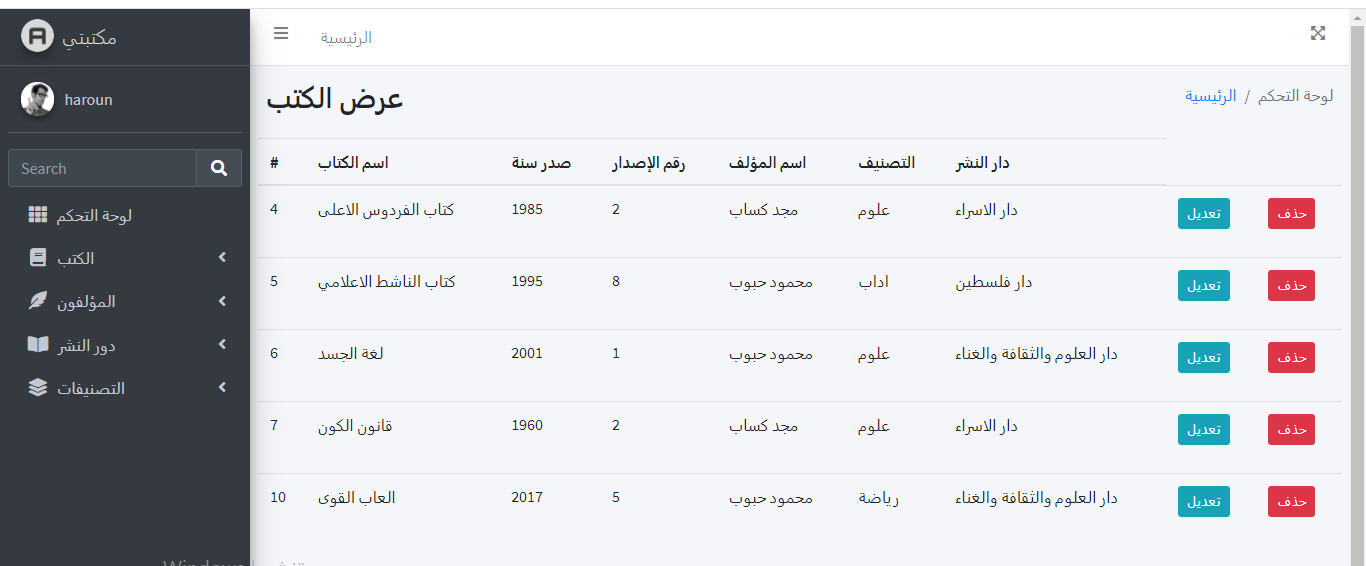 مكتبتي
haroun
Search
لوحة التحكم
الكتب
المؤلفون
دور النشر
التصنيفات
الرئيسية
عرض الكتب
الرئيسية / لوحة التحكم
# اسم الكتاب صدر سنة رقم الإصدار اسم المؤلف التصنيف دار النشر
4 كتاب الفردوس الاعلى 1985 2 مجد كساب علوم دار الاسراء تعديل حذف
5 كتاب الناشط الاعلامي 1995 8 محمود حبوب اداب دار فلسطين تعديل حذف
6 لغة الجسد 2001 1 محمود حبوب علوم دار العلوم والثقافة والغناء تعديل حذف
7 قانون الكون 1960 2 مجد كساب علوم دار الاسراء تعديل حذف
10 العاب القوى 2017 5 محمود حبوب رياضة دار العلوم والثقافة والغناء تعديل حذف
Windows